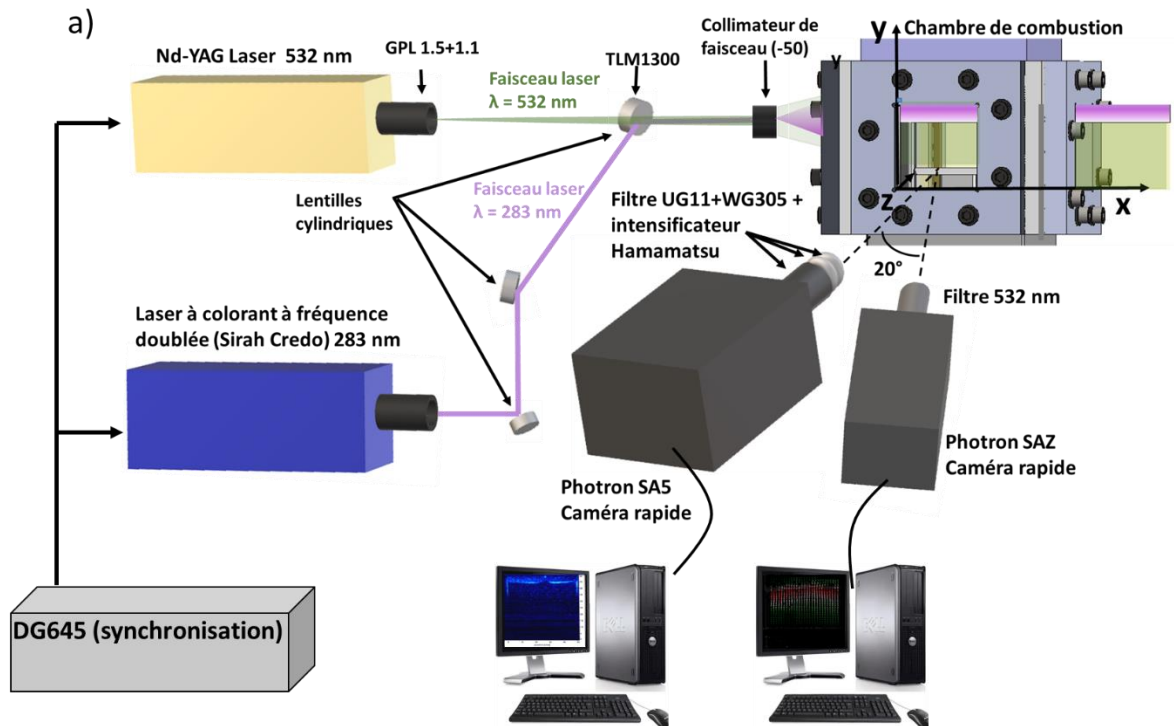 a)
Nd-YAG Laser 532 nm
GPL 1.5+1.1
Faisceau laser
λ = 532 nm
TLM1300
Collimateur de
faisceau (-50)
Chambre de combustion
y
y
z
x
Lentilles
cylindriques
Faisceau laser
λ = 283 nm
Filtre UG11+WG305 +
intensificateur
Hamamatsu
20°
Filtre 532 nm
Laser à colorant à fréquence
doublée (Sirah Credo) 283 nm
Photron SA5
Caméra rapide
Photron SAZ
Caméra rapide
DG645 (synchronisation)